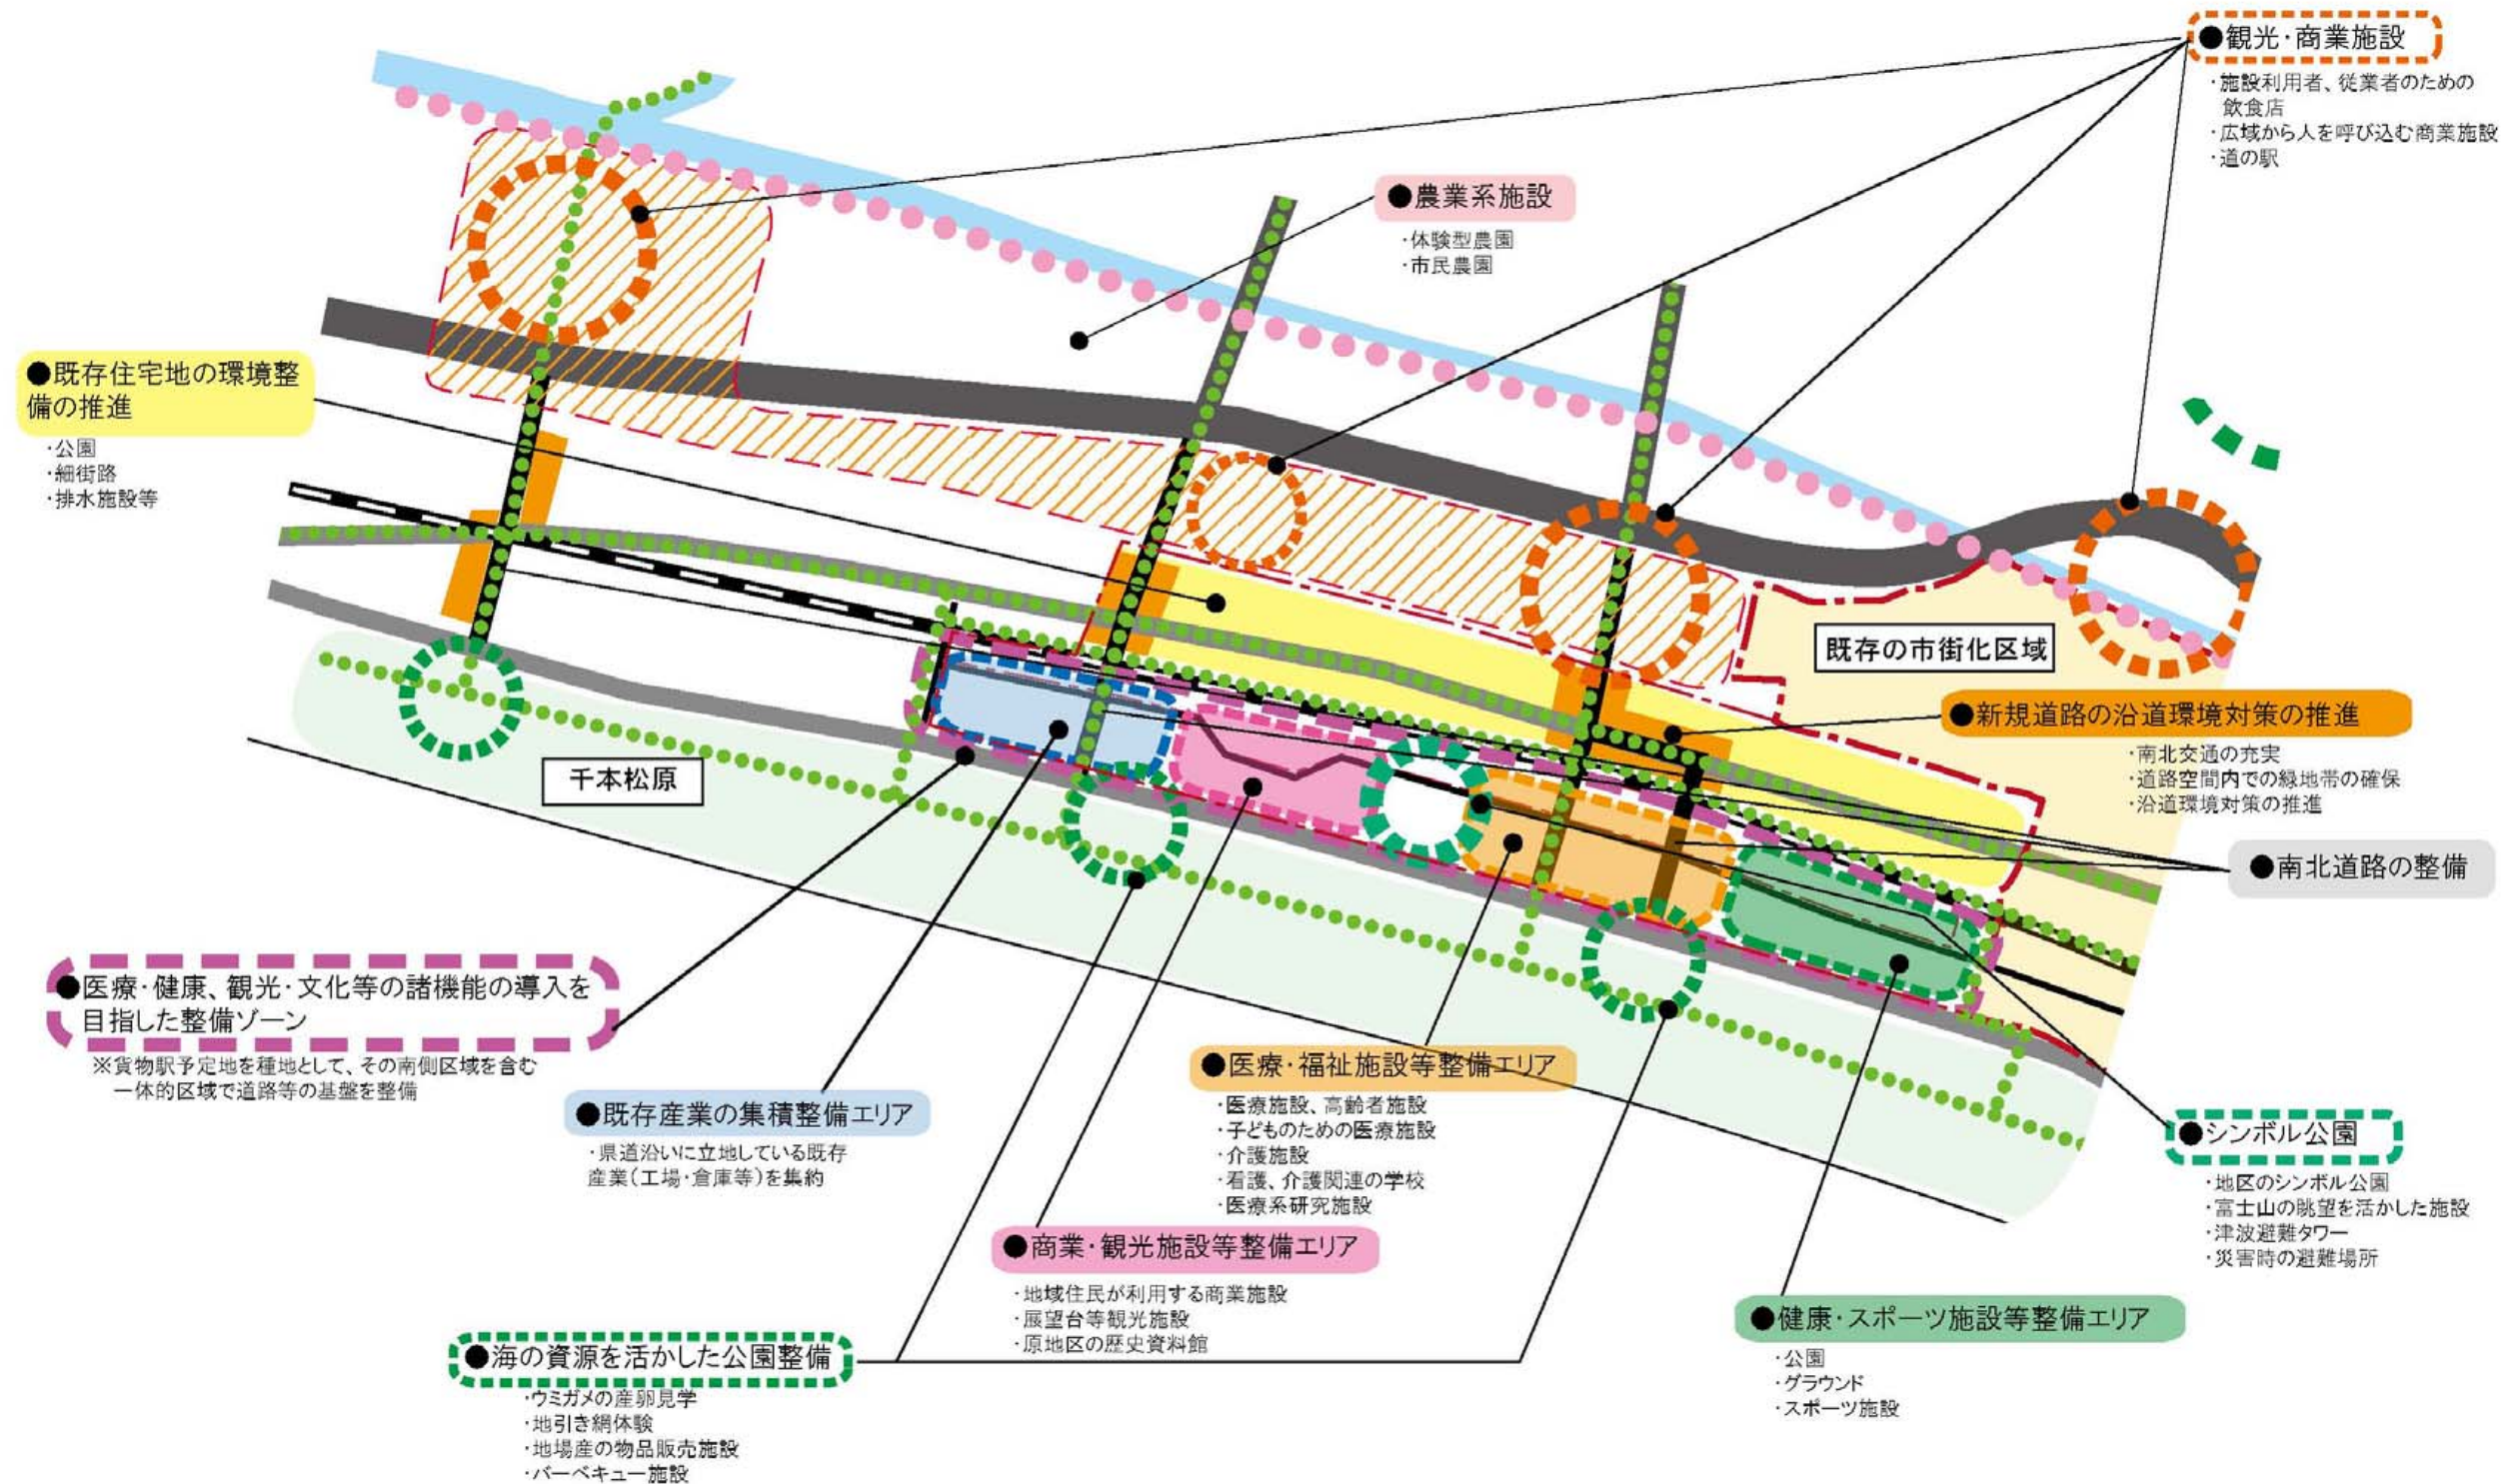 ●観光・商業施設
・施設利用者、従業者のための
飲食店
・広域から人を呼び込む商業施設
・道の駅
●農業系施設
・体験型農園
・市民農園
●既存住宅地の環境整
備の推進
・公園
・細街路
・排水施設等
既存の市街化区域
●新規道路の沿道環境対策の推進
・南北交通の充実
・道路空間内での緑地帯の確保
・沿道環境対策の推進
千本松原
●南北道路の整備
●医療・健康、観光・文化等の諸機能の導入を
目指した整備ゾーン
※貨物駅予定地を種地として、その南側区域を含む
一体的区域で道路等の基盤を整備
●既存産業の集積整備エリア
・県道沿いに立地している既存
産業(工場・倉庫等)を集約
●医療・福祉施設等整備エリア
・医療施設、高齢者施設
・子どものための医療施設
・介護施設
・看護、介護関連の学校
・医療系研究施設
●シンボル公園
・地区のシンボル公園
・富士山の眺望を活かした施設
・津波避難タワー
・災害時の避難場所
●商業・観光施設等整備エリア
・地域住民が利用する商業施設
・展望台等観光施設
・原地区の歴史資料館
●健康・スポーツ施設等整備エリア
・公園
・グラウンド
・スポーツ施設
●海の資源を活かした公園整備
・ウミガメの産卵見学
・地引き網体験
・地場産の物品販売施設
・バーベキュー施設